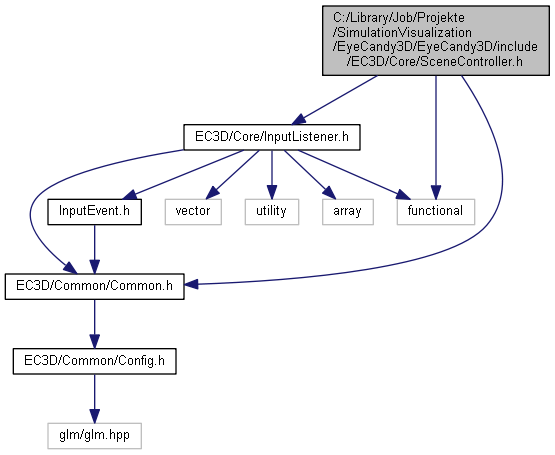 C:/Library/Job/Projekte
/SimulationVisualization
/EyeCandy3D/EyeCandy3D/include
/EC3D/Core/SceneController.h
EC3D/Core/InputListener.h
InputEvent.h
vector
utility
array
functional
EC3D/Common/Common.h
EC3D/Common/Config.h
glm/glm.hpp